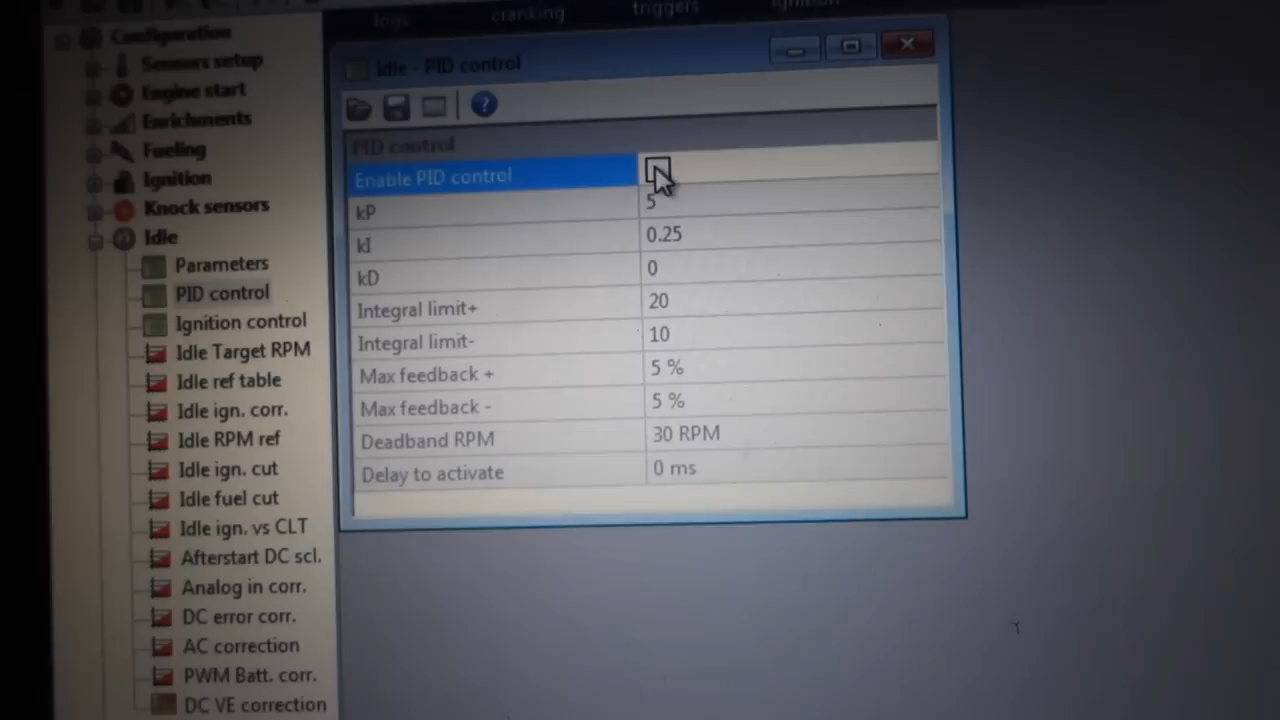 logs cranking triggers ignition
Configuration
Sensors setup
Engine start
Enrichments
Fueling
Ignition
Knock sensors
Idle
Parameters
PID control
Ignition control
Idle Target RPM
Idle ref table
Idle ign. corr.
Idle RPM ref
Idle ign. cut
Idle fuel cut
Idle ign. vs CLT
Afterstart DC scl.
Analog in corr.
DC error corr.
AC correction
PWM Batt. corr.
DC VE correction
Idle - PID control
?
PID control
Enable PID control
kP 5
kI 0.25
kD 0
Integral limit+ 20
Integral limit- 10
Max feedback + 5 %
Max feedback - 5 %
Deadband RPM 30 RPM
Delay to activate 0 ms